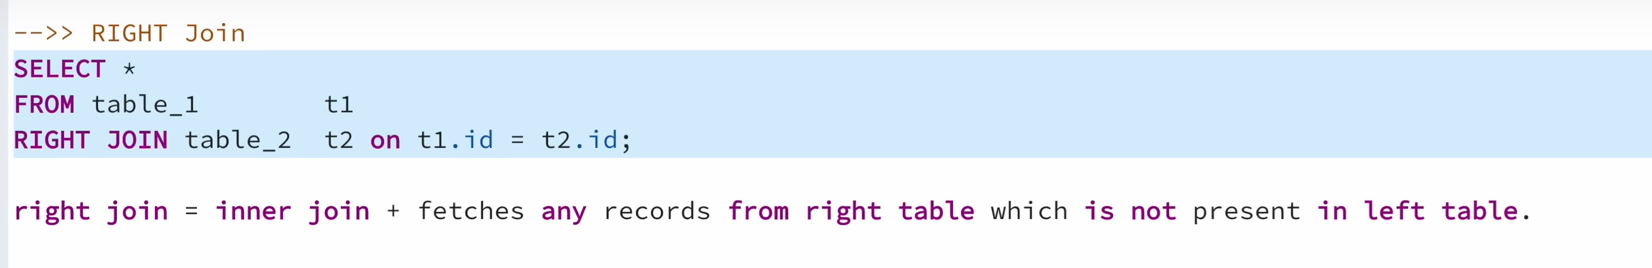 -->> RIGHT Join
SELECT *
FROM table_1        t1
RIGHT JOIN table_2  t2 on t1.id = t2.id;
right join = inner join + fetches any records from right table which is not present in left table.